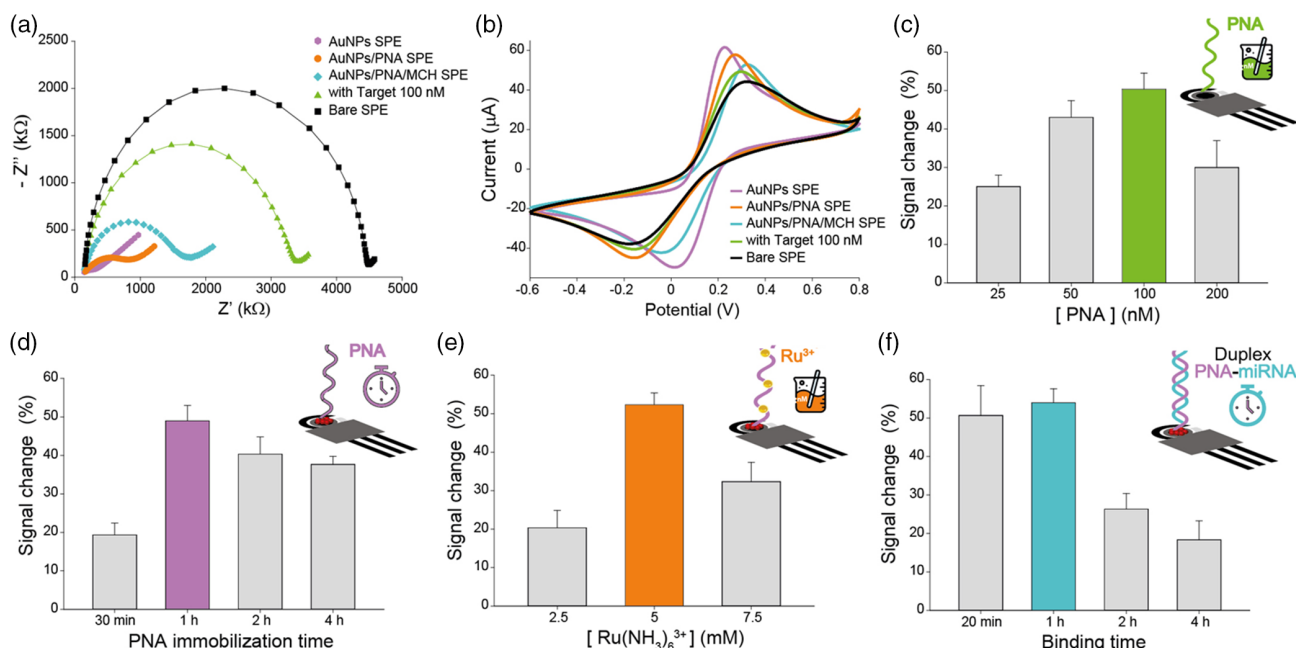 (a)
2500
2000
1500
1000
500
0
- Z'' (kΩ)
0 1000 2000 3000 4000 5000
Z' (kΩ)
AuNPs SPE
AuNPs/PNA SPE
AuNPs/PNA/MCH SPE
with Target 100 nM
Bare SPE
(b)
60
40
20
0
-20
-40
Current (µA)
-0.6 -0.4 -0.2 0 0.2 0.4 0.6 0.8
Potential (V)
AuNPs SPE
AuNPs/PNA SPE
AuNPs/PNA/MCH SPE
with Target 100 nM
Bare SPE
(c)
PNA
60
50
40
30
20
10
0
Signal change (%)
25 50 100 200
[ PNA ] (nM)
(d)
PNA
60
50
40
30
20
10
0
Signal change (%)
30 min 1 h 2 h 4 h
PNA immobilization time
(e)
Ru³⁺
mM
60
50
40
30
20
10
0
Signal change (%)
2.5 5 7.5
[ Ru(NH₃)₆³⁺] (mM)
(f)
Duplex
PNA-miRNA
60
50
40
30
20
10
0
Signal change (%)
20 min 1 h 2 h 4 h
Binding time